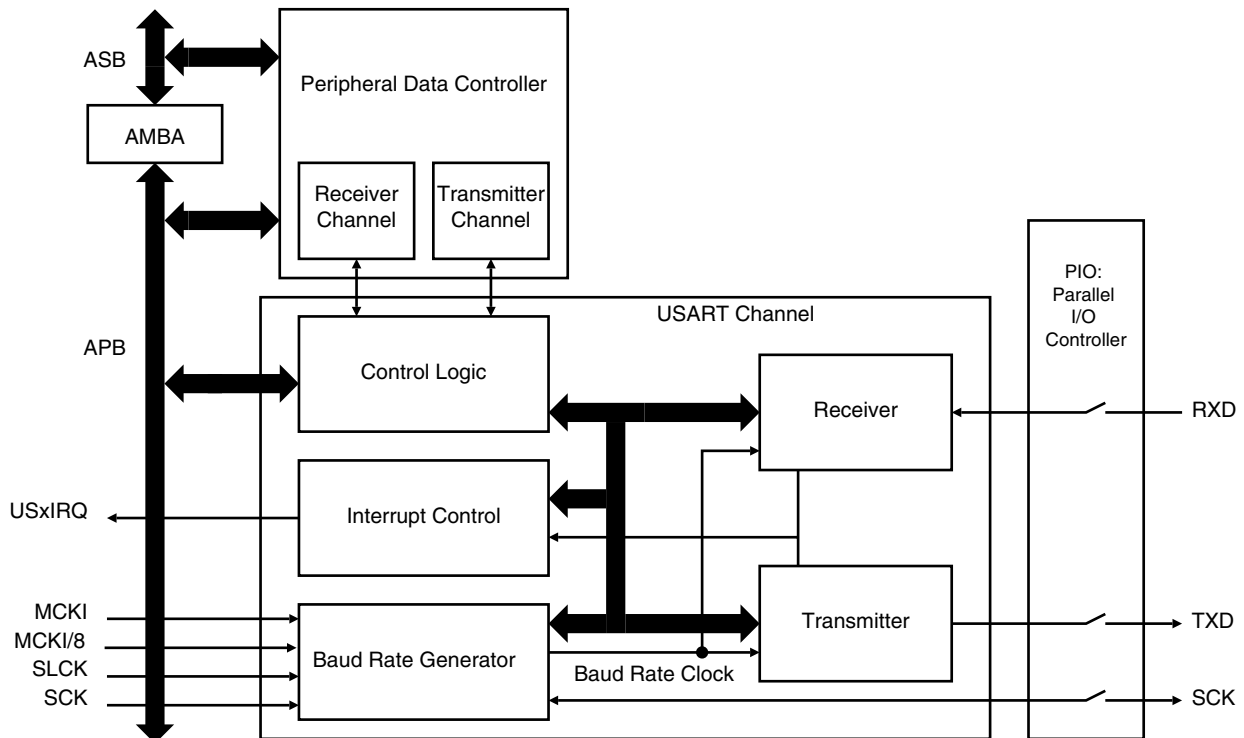 ASB
Peripheral Data Controller
AMBA
Receiver
Channel
Transmitter
Channel
PIO:
Parallel
I/O
Controller
USART Channel
APB
Control Logic
Receiver
RXD
USxIRQ
Interrupt Control
MCKI
MCKI/8
SLCK
SCK
Baud Rate Generator
Baud Rate Clock
Transmitter
TXD
SCK